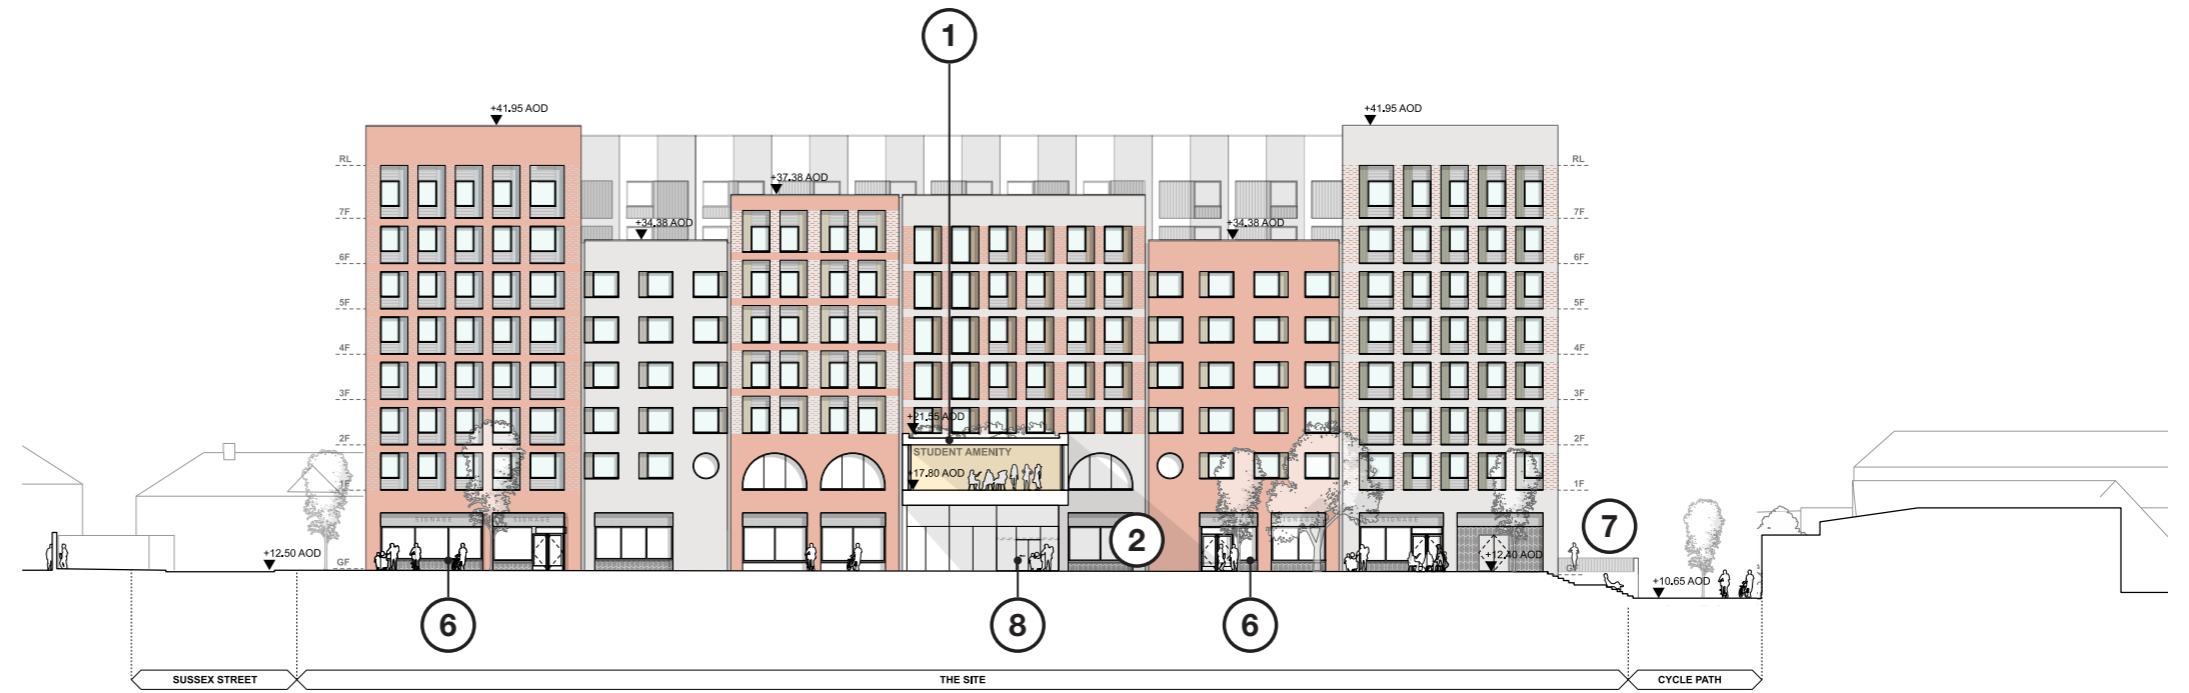 1
+41.95 AOD
+41.95 AOD
RL
RL
+37.38 AOD
7F
7F
+34.38 AOD
+34.38 AOD
6F
6F
5F
5F
4F
4F
3F
3F
+21.55 AOD
2F
2F
STUDENT AMENITY
+17.80 AOD
1F
1F
SIGNAGE
SIGNAGE
SIGNAGE
SIGNAGE
7
2
+12.50 AOD
+12.40 AOD
GF
+10.65 AOD
6
8
6
SUSSEX STREET
THE SITE
CYCLE PATH